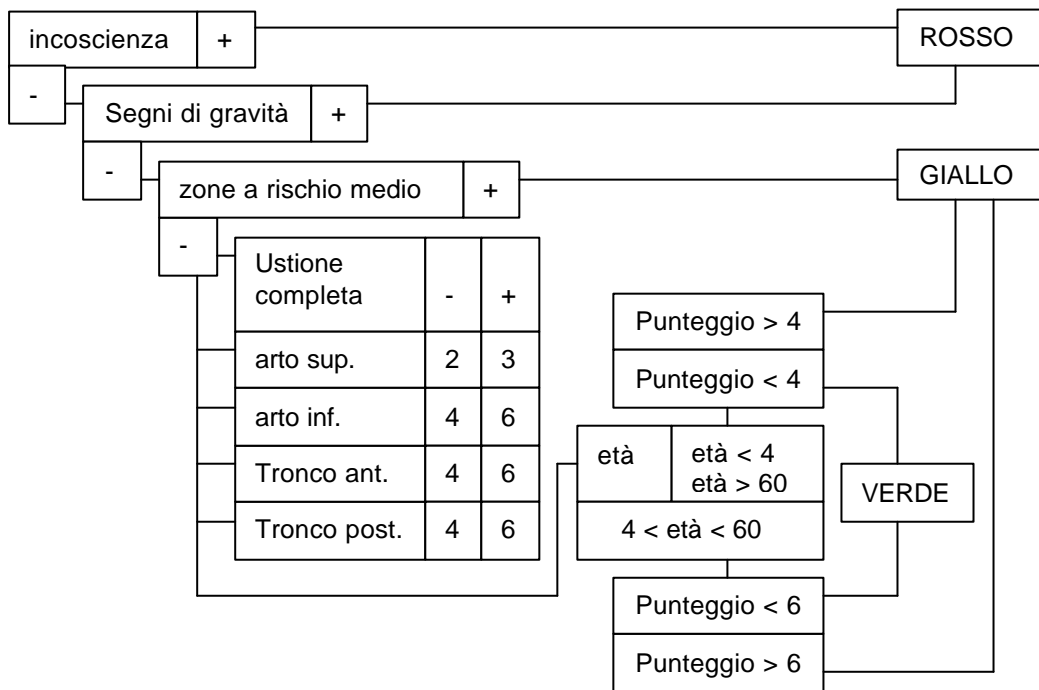 incoscienza + ROSSO
-
Segni di gravità +
-
zone a rischio medio + GIALLO
-
Ustione
completa - +
Punteggio > 4
arto sup. 2 3
Punteggio < 4
arto inf. 4 6
età età < 4
età > 60
Tronco ant. 4 6
VERDE
Tronco post. 4 6
4 < età < 60
Punteggio < 6
Punteggio > 6